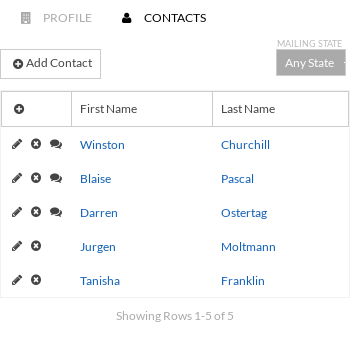 PROFILE CONTACTS
MAILING STATE
Add Contact Any State
First Name Last Name
Winston Churchill
Blaise Pascal
Darren Ostertag
Jurgen Moltmann
Tanisha Franklin
Showing Rows 1-5 of 5